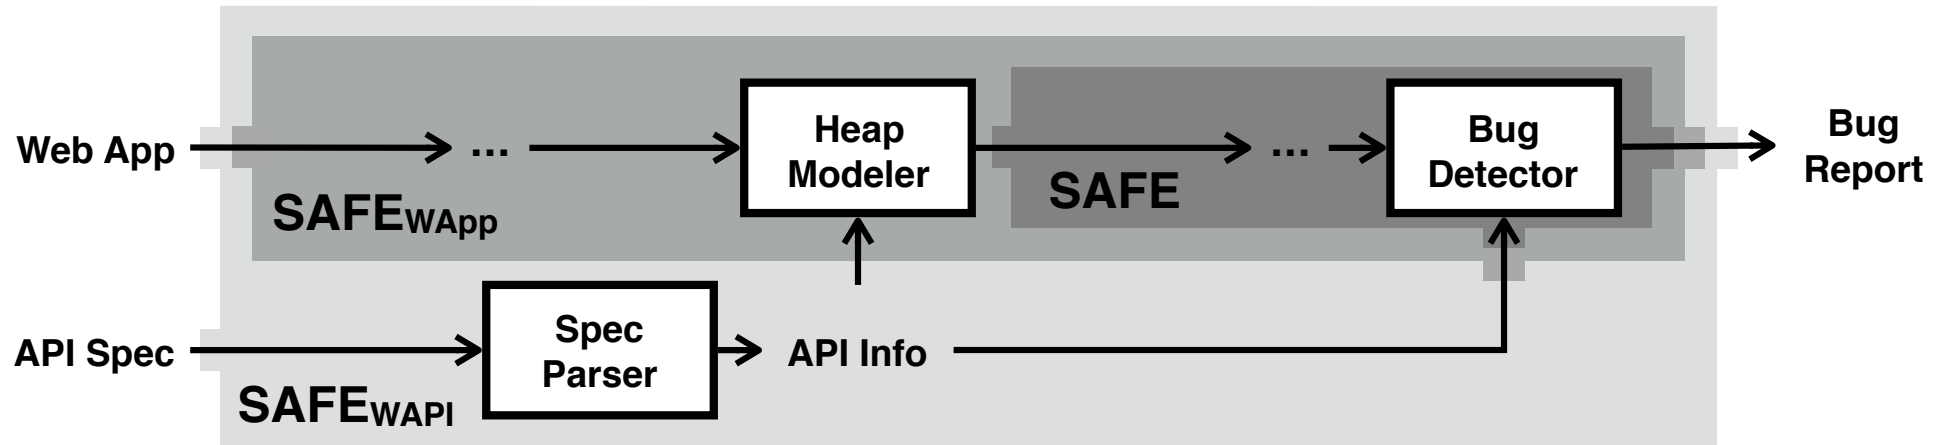 Web App
...
Heap
Modeler
...
Bug
Detector
Bug
Report
SAFEWApp
SAFE
API Spec
Spec
Parser
API Info
SAFEWAPI